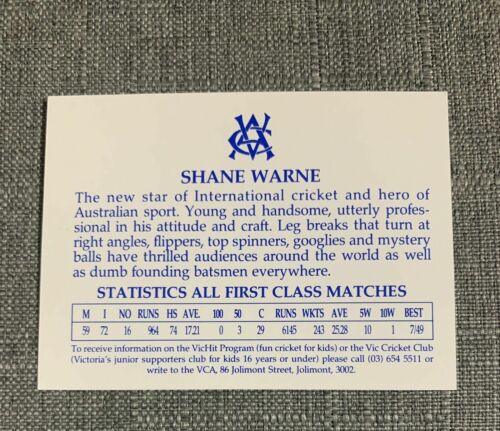 VCA
SHANE WARNE
The new star of International cricket and hero of
Australian sport. Young and handsome, utterly profes-
sional in his attitude and craft. Leg breaks that turn at
right angles, flippers, top spinners, googlies and mystery
balls have thrilled audiences around the world as well
as dumb founding batsmen everywhere.
STATISTICS ALL FIRST CLASS MATCHES
M I NO RUNS HS AVE. 100 50 C RUNS WKTS AVE 5W 10W BEST
59 72 16 964 74 17.21 0 3 29 6145 243 25.28 10 1 7/49
To receive information on the VicHit Program (fun cricket for kids) or the Vic Cricket Club
(Victoria's junior supporters club for kids 16 years or under) please call (03) 654 5511 or
write to the VCA, 86 Jolimont Street, Jolimont, 3002.